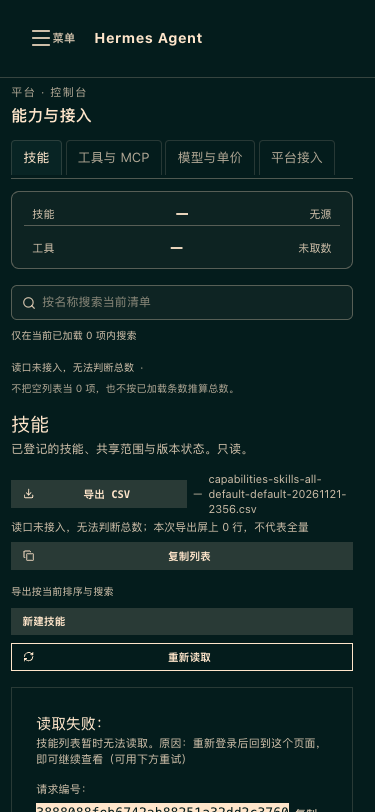 菜单 Hermes Agent
平台 · 控制台
能力与接入
技能 工具与 MCP 模型与单价 平台接入
技能 — 无源
工具 — 未取数
按名称搜索当前清单
仅在当前已加载 0 项内搜索
读口未接入，无法判断总数 ·
不把空列表当 0 项，也不按已加载条数推算总数。
技能
已登记的技能、共享范围与版本状态。只读。
导出 CSV — capabilities-skills-all-
default-default-20261121-
2356.csv
读口未接入，无法判断总数；本次导出屏上 0 行，不代表全量
复制列表
导出按当前排序与搜索
新建技能
重新读取
读取失败：
技能列表暂时无法读取。原因：重新登录后回到这个页面，
即可继续查看（可用下方重试）
请求编号：